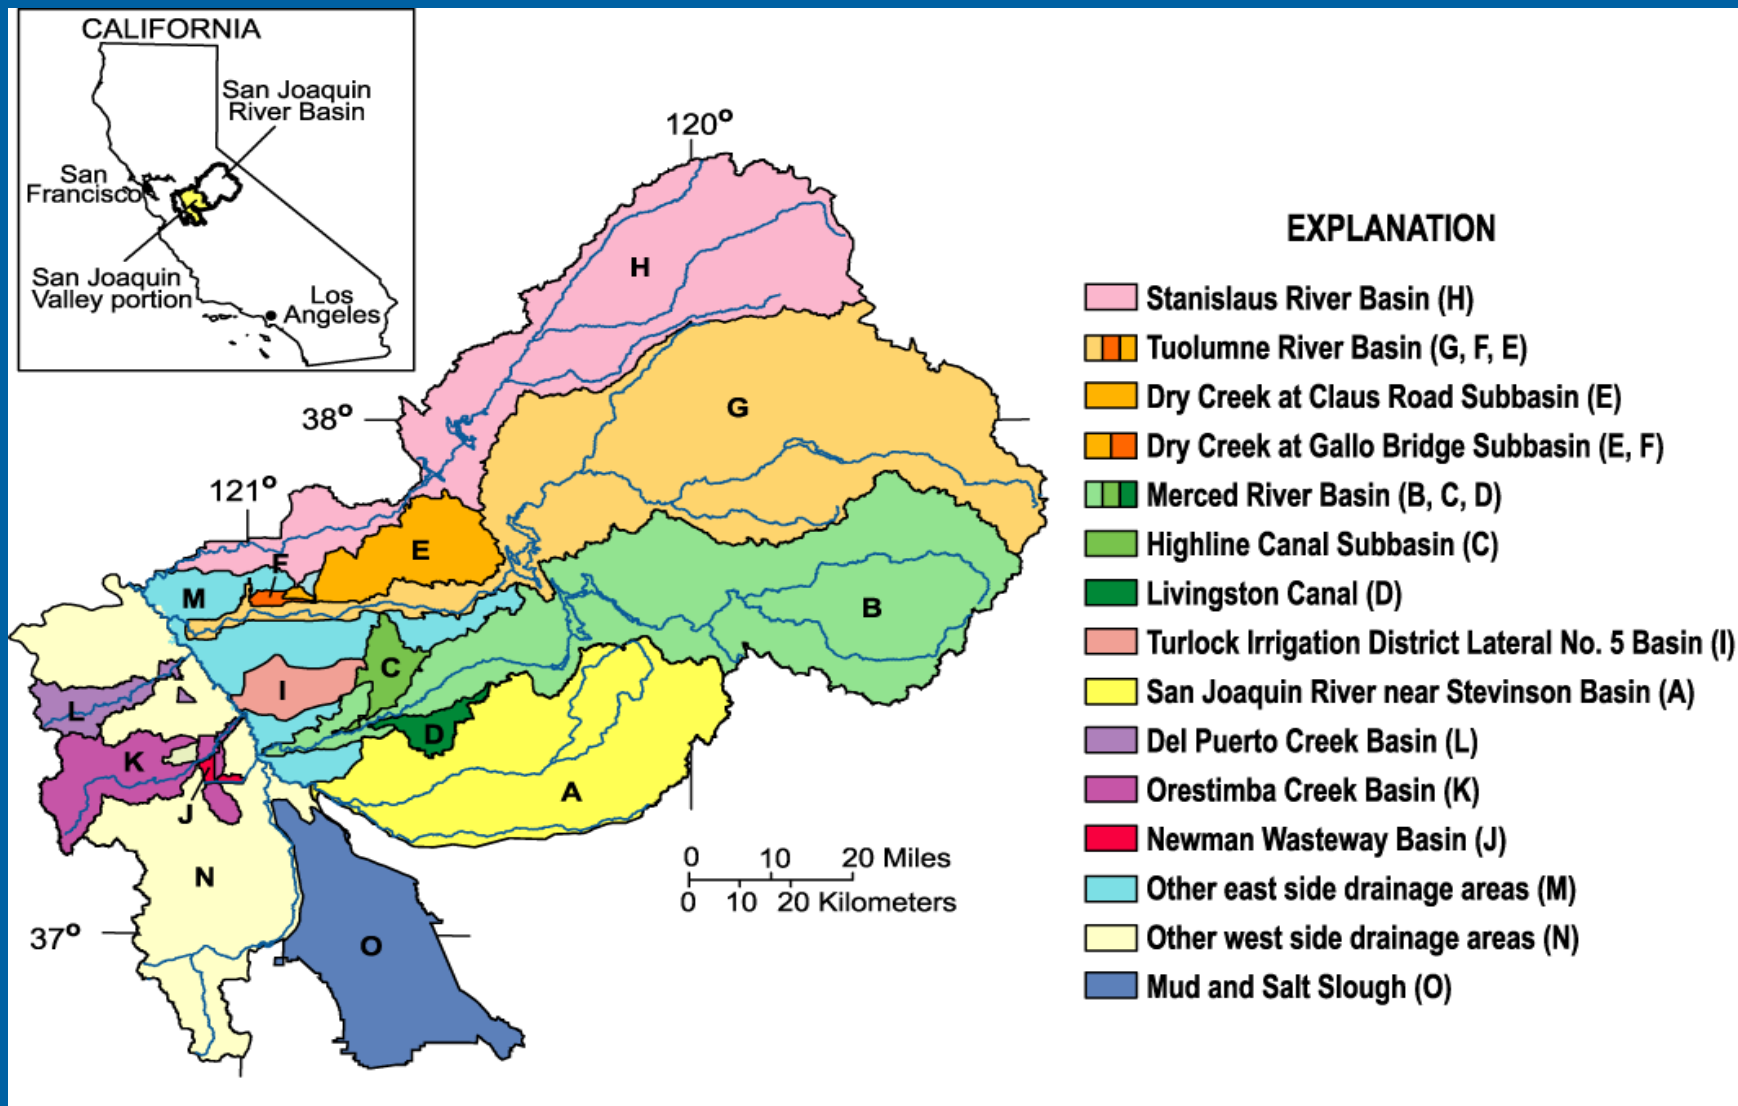 CALIFORNIA
San Joaquin
River Basin
San
Francisco
San Joaquin
Valley portion
Los
Angeles
120°
38°
121°
37°
H
G
E
F
M
B
C
I
L
D
K
A
J
N
O
0 10 20 Miles
0 10 20 Kilometers
EXPLANATION
Stanislaus River Basin (H)
Tuolumne River Basin (G, F, E)
Dry Creek at Claus Road Subbasin (E)
Dry Creek at Gallo Bridge Subbasin (E, F)
Merced River Basin (B, C, D)
Highline Canal Subbasin (C)
Livingston Canal (D)
Turlock Irrigation District Lateral No. 5 Basin (I)
San Joaquin River near Stevinson Basin (A)
Del Puerto Creek Basin (L)
Orestimba Creek Basin (K)
Newman Wasteway Basin (J)
Other east side drainage areas (M)
Other west side drainage areas (N)
Mud and Salt Slough (O)